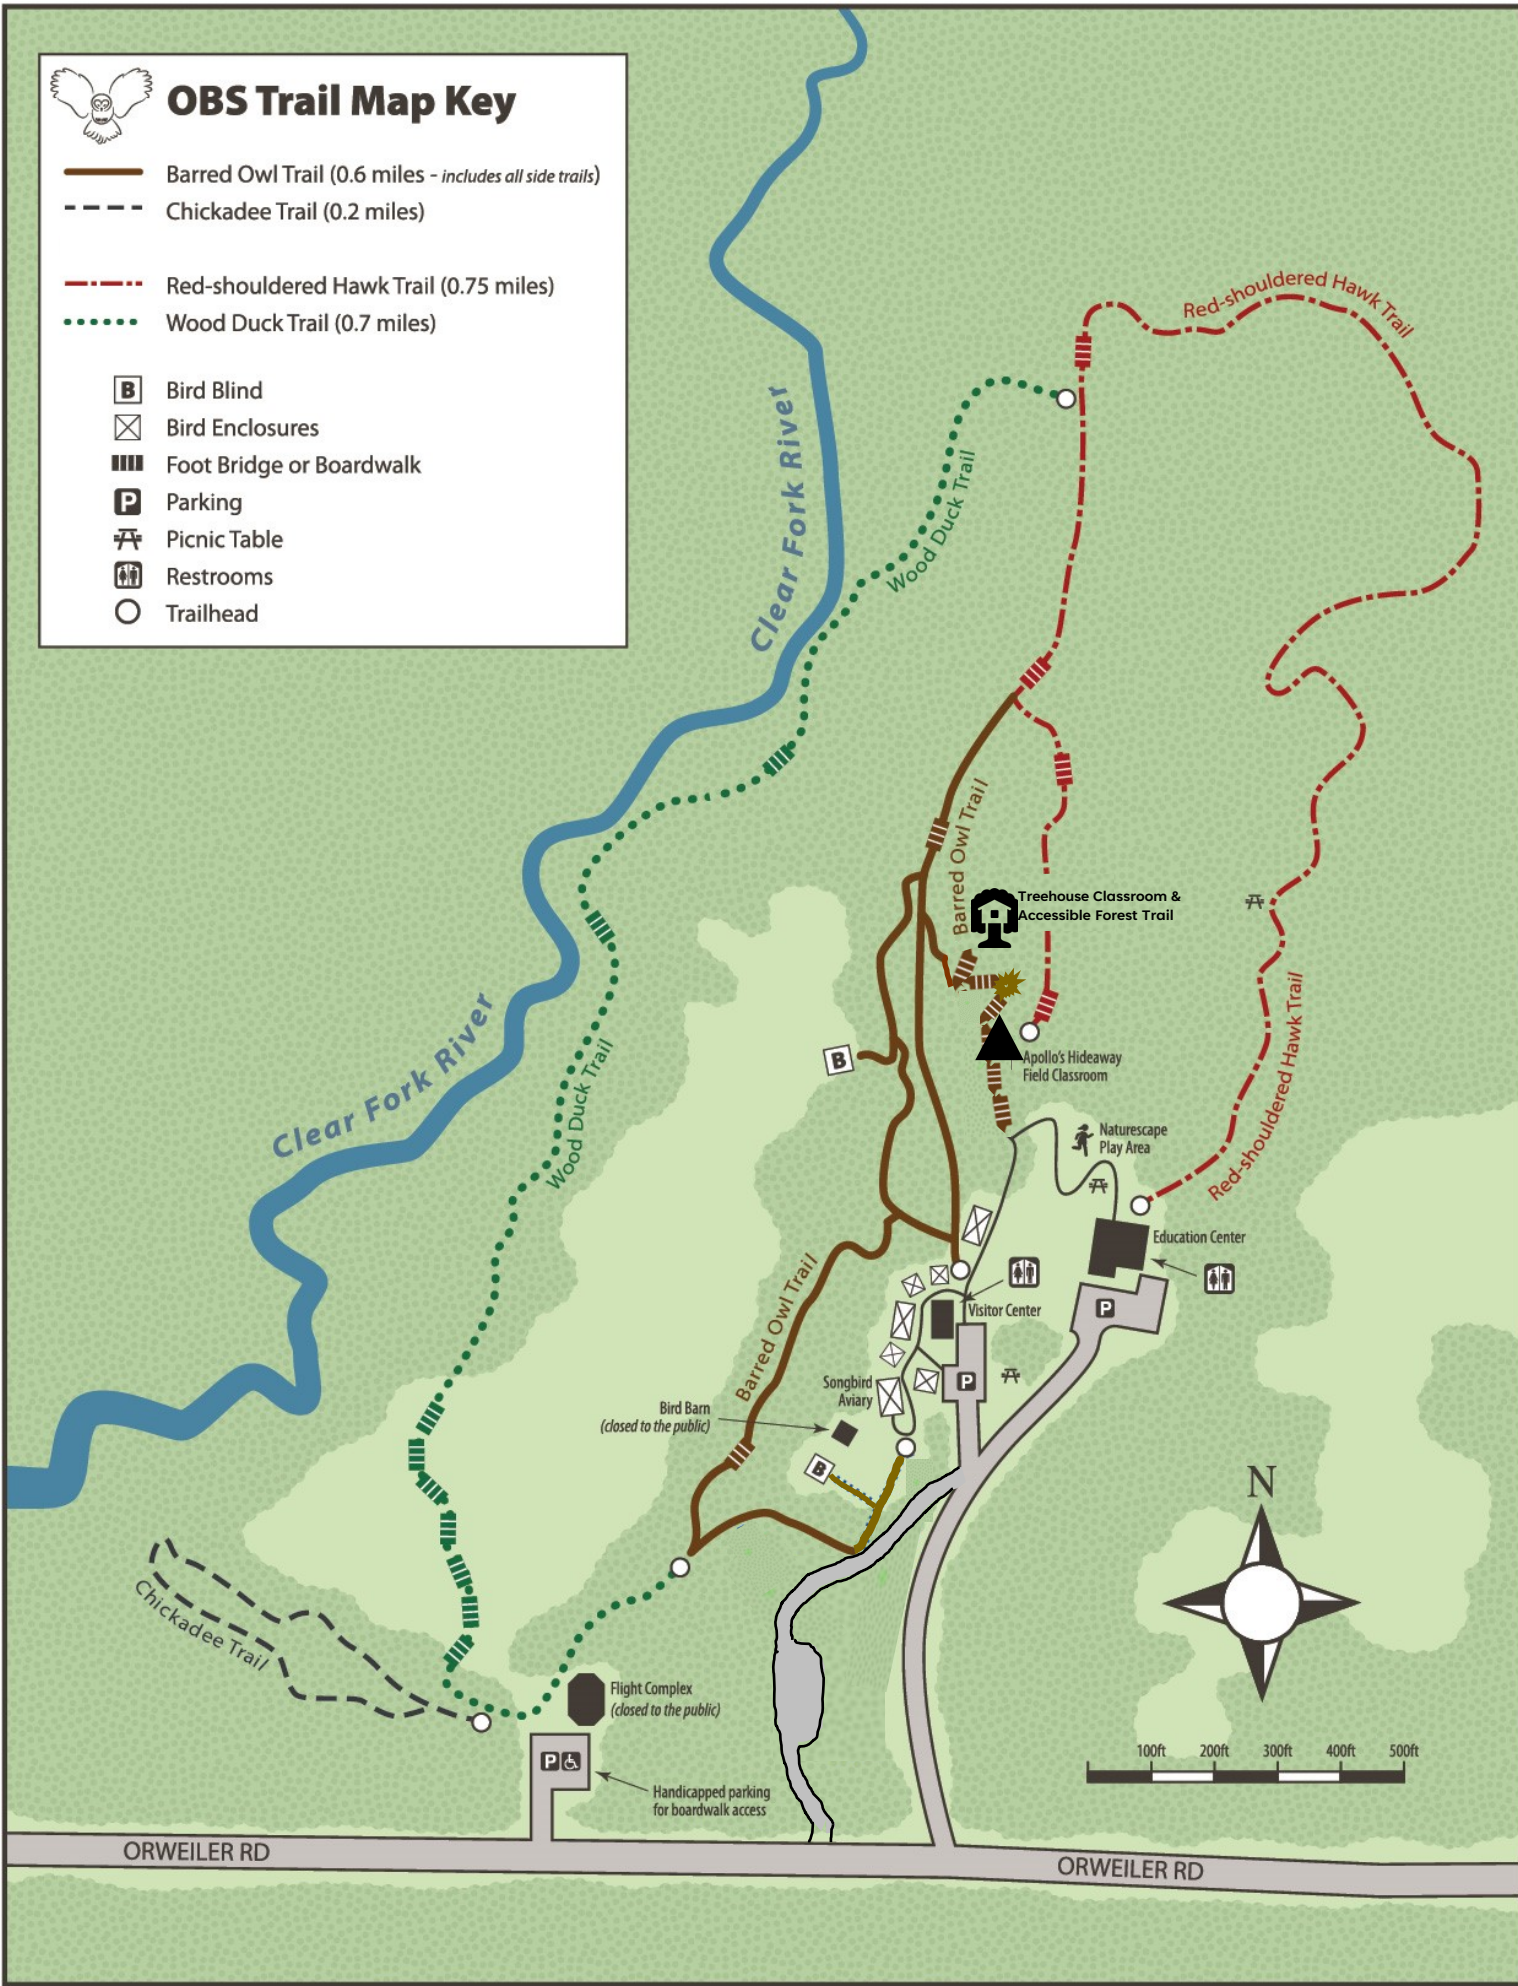 OBS Trail Map Key
Barred Owl Trail (0.6 miles - includes all side trails)
Chickadee Trail (0.2 miles)
Red-shouldered Hawk Trail (0.75 miles)
Wood Duck Trail (0.7 miles)
B Bird Blind
Bird Enclosures
Foot Bridge or Boardwalk
P Parking
Picnic Table
Restrooms
Trailhead
Red-shouldered Hawk Trail
Clear Fork River
Wood Duck Trail
Barred Owl Trail
Treehouse Classroom &
Accessible Forest Trail
Clear Fork River
Wood Duck Trail
B
Apollo's Hideaway
Field Classroom
Red-shouldered Hawk Trail
Naturescape
Play Area
Education Center
Barred Owl Trail
P
Visitor Center
P
Songbird
Aviary
Bird Barn
(closed to the public)
B
N
Chickadee Trail
Flight Complex
(closed to the public)
P
Handicapped parking
for boardwalk access
100ft 200ft 300ft 400ft 500ft
ORWEILER RD
ORWEILER RD